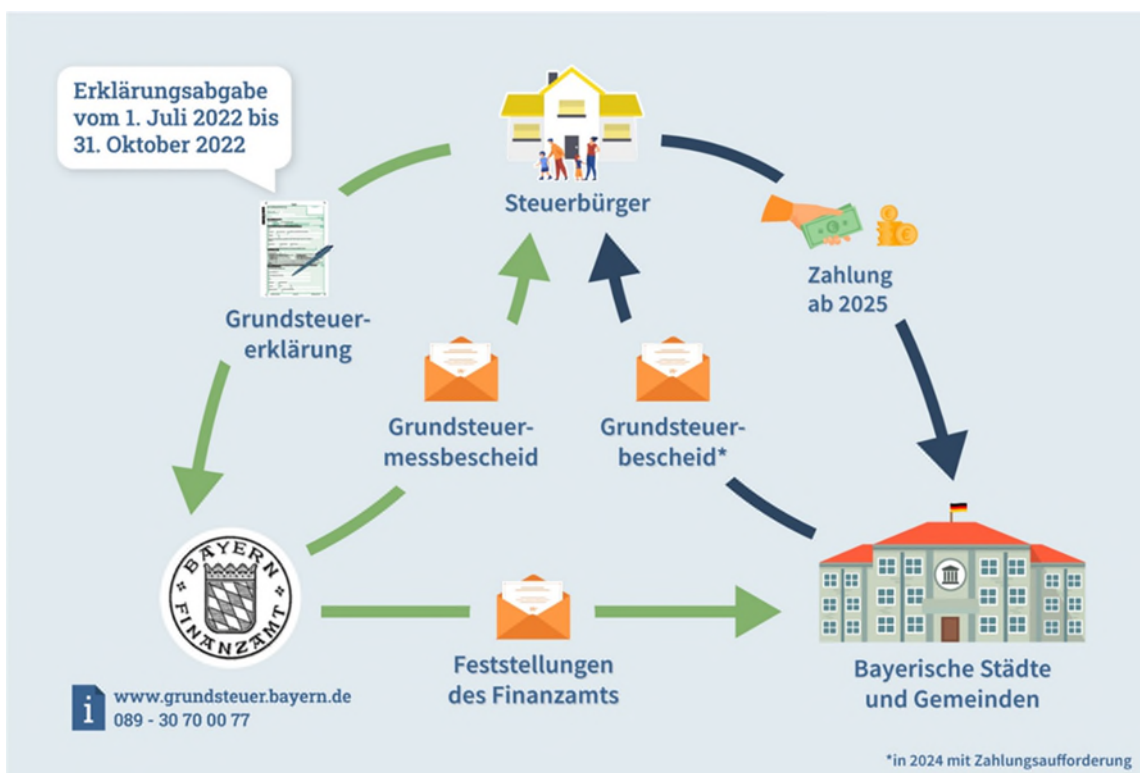 Erklärungsabgabe
vom 1. Juli 2022 bis
31. Oktober 2022
Steuerbürger
Grundsteuer-
erklärung
Zahlung
ab 2025
Grundsteuer-
messbescheid
Grundsteuer-
bescheid*
BAYERN
FINANZAMT
Feststellungen
des Finanzamts
Bayerische Städte
und Gemeinden
i
www.grundsteuer.bayern.de
089 - 30 70 00 77
*in 2024 mit Zahlungsaufforderung